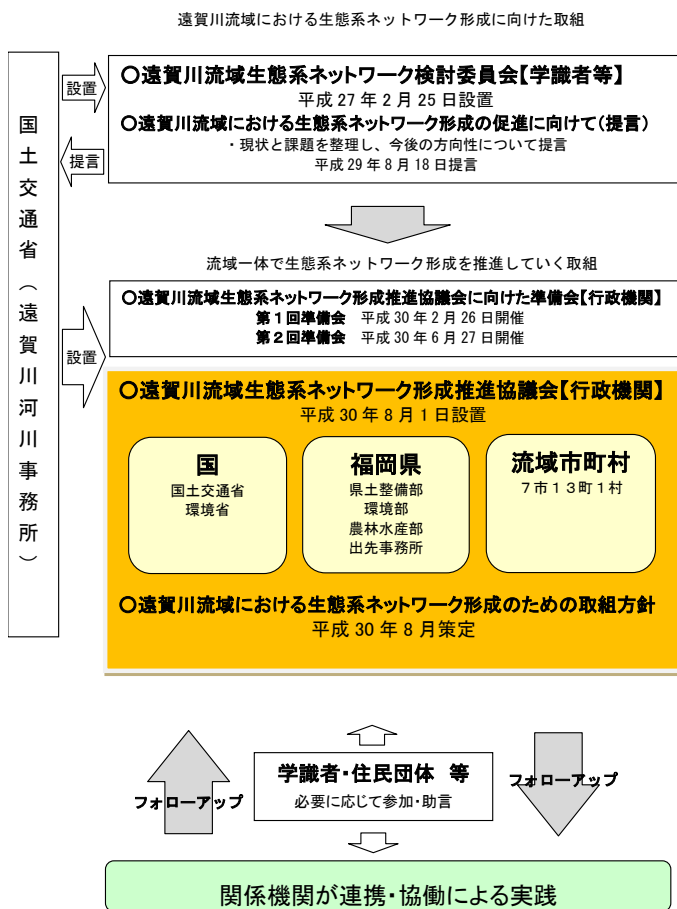 遠賀川流域における生態系ネットワーク形成に向けた取組
国土交通省（遠賀川河川事務所）
設置
〇遠賀川流域生態系ネットワーク検討委員会【学識者等】
平成27年2月25日設置
〇遠賀川流域における生態系ネットワーク形成の促進に向けて（提言）
・現状と課題を整理し、今後の方向性について提言
平成29年8月18日提言
提言
流域一体で生態系ネットワーク形成を推進していく取組
〇遠賀川流域生態系ネットワーク形成推進協議会に向けた準備会【行政機関】
第１回準備会 平成30年2月26日開催
第２回準備会 平成30年6月27日開催
設置
〇遠賀川流域生態系ネットワーク形成推進協議会【行政機関】
平成30年8月1日設置
国
国土交通省
環境省
福岡県
県土整備部
環境部
農林水産部
出先事務所
流域市町村
７市１３町１村
〇遠賀川流域における生態系ネットワーク形成のための取組方針
平成30年8月策定
フォローアップ
学識者・住民団体 等
必要に応じて参加・助言
フォローアップ
関係機関が連携・協働による実践